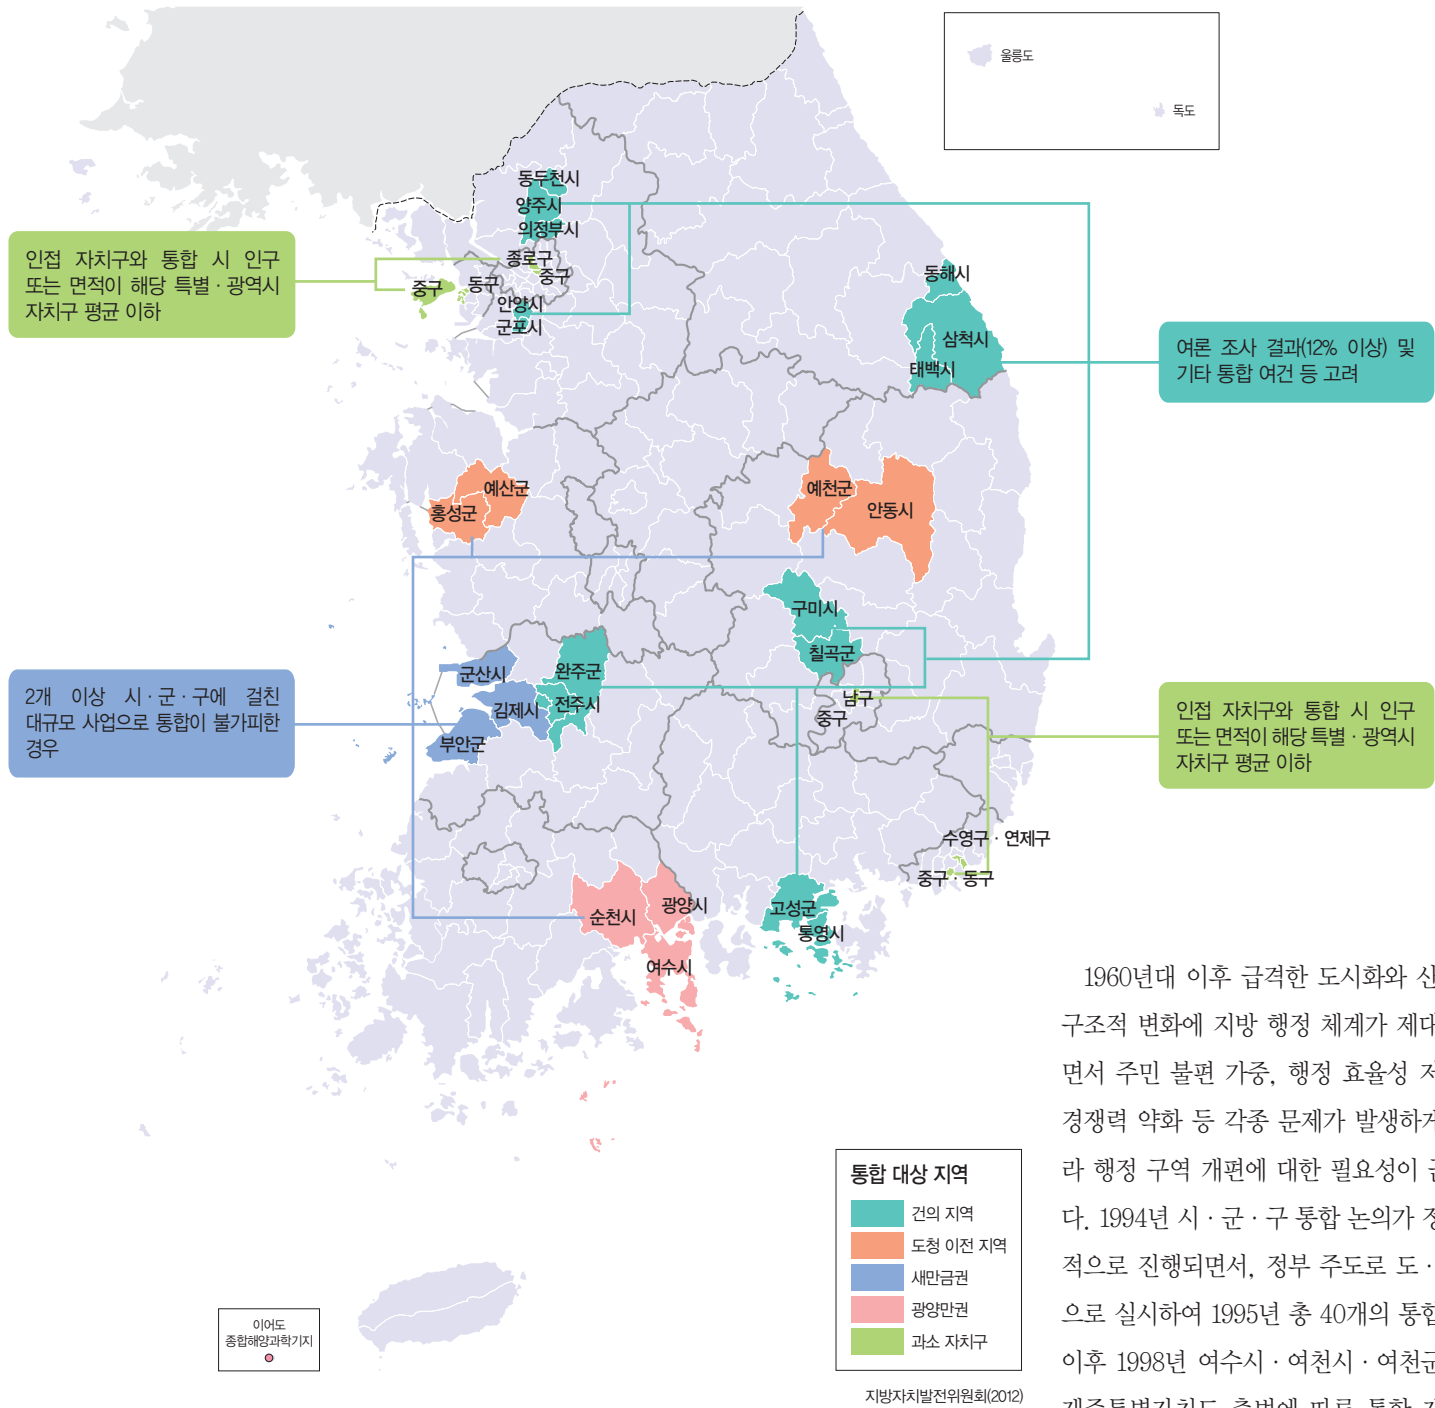 울릉도
독도
동두천시
양주시
의정부시
종로구
중구
중구
동구
안양시
군포시
동해시
삼척시
태백시
인접 자치구와 통합 시 인구
또는 면적이 해당 특별 · 광역시
자치구 평균 이하
여론 조사 결과(12% 이상) 및
기타 통합 여건 등 고려
예산군
홍성군
예천군
안동시
구미시
칠곡군
군산시
완주군
김제시
전주시
부안군
남구
중구
2개 이상 시 · 군 · 구에 걸친
대규모 사업으로 통합이 불가피한
경우
인접 자치구와 통합 시 인구
또는 면적이 해당 특별 · 광역시
자치구 평균 이하
수영구 · 연제구
중구 · 동구
순천시
광양시
여수시
고성군
통영시
1960년대 이후 급격한 도시화와 산
구조적 변화에 지방 행정 체계가 제대
면서 주민 불편 가중, 행정 효율성 저
경쟁력 약화 등 각종 문제가 발생하게
라 행정 구역 개편에 대한 필요성이
다. 1994년 시 · 군 · 구 통합 논의가
적으로 진행되면서, 정부 주도로 도 ·
으로 실시하여 1995년 총 40개의 통합
이후 1998년 여수시 · 여천시 · 여천군
통합 대상 지역
건의 지역
도청 이전 지역
새만금권
광양만권
과소 자치구
지방자치발전위원회(2012)
이어도
종합해양과학기지